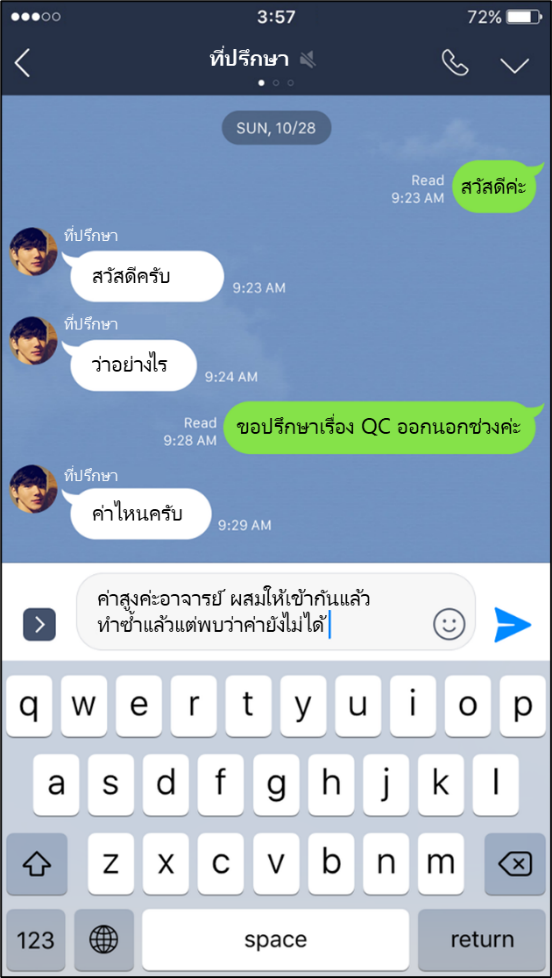 3:57
72%
ที่ปรึกษา
SUN, 10/28
Read
9:23 AM
สวัสดีค่ะ
ที่ปรึกษา
สวัสดีครับ
9:23 AM
ที่ปรึกษา
ว่าอย่างไร
9:24 AM
Read
9:28 AM
ขอปรึกษาเรื่อง QC ออกนอกช่วงค่ะ
ที่ปรึกษา
ค่าไหนครับ
9:29 AM
ค่าสูงค่ะอาจารย์ ผสมให้เข้ากันแล้ว
ทำซ้ำแล้วแต่พบว่าค่ายังไม่ได้
q w e r t y u i o p
a s d f g h j k l
z x c v b n m
123 space return